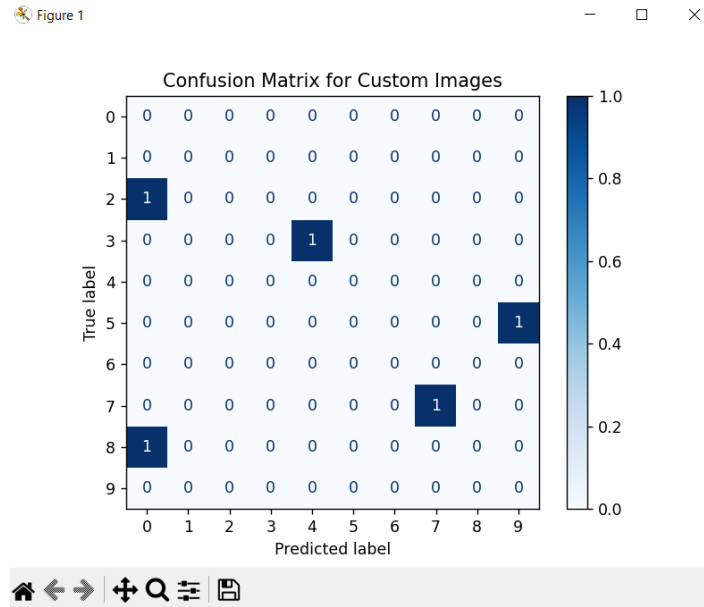 Figure 1
Confusion Matrix for Custom Images
0 0 0 0 0 0 0 0 0 0 0 1.0
1 0 0 0 0 0 0 0 0 0 0
2 1 0 0 0 0 0 0 0 0 0 0.8
3 0 0 0 0 1 0 0 0 0 0
4 0 0 0 0 0 0 0 0 0 0 0.6
True label
5 0 0 0 0 0 0 0 0 0 1
6 0 0 0 0 0 0 0 0 0 0 0.4
7 0 0 0 0 0 0 0 1 0 0
8 1 0 0 0 0 0 0 0 0 0 0.2
9 0 0 0 0 0 0 0 0 0 0 0.0
0 1 2 3 4 5 6 7 8 9
Predicted label